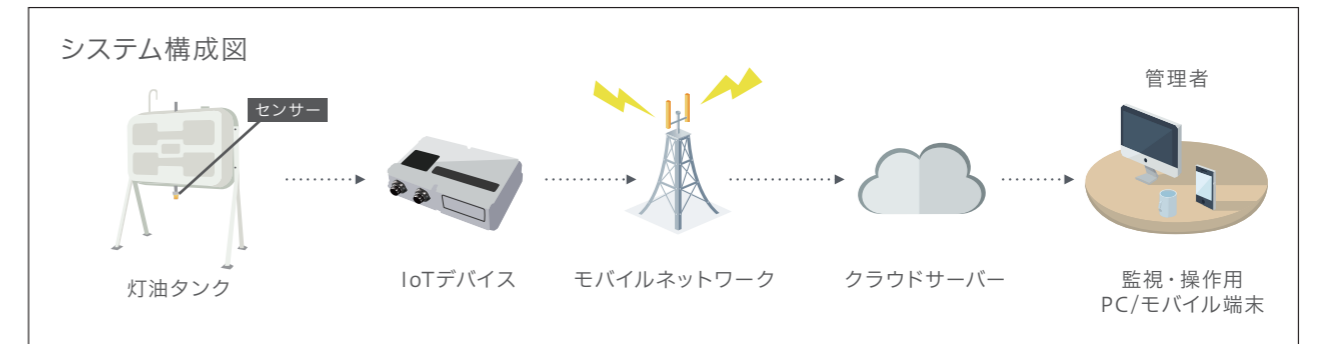 システム構成図
管理者
センサー
灯油タンク
IoTデバイス
モバイルネットワーク
クラウドサーバー
監視・操作用
PC/モバイル端末